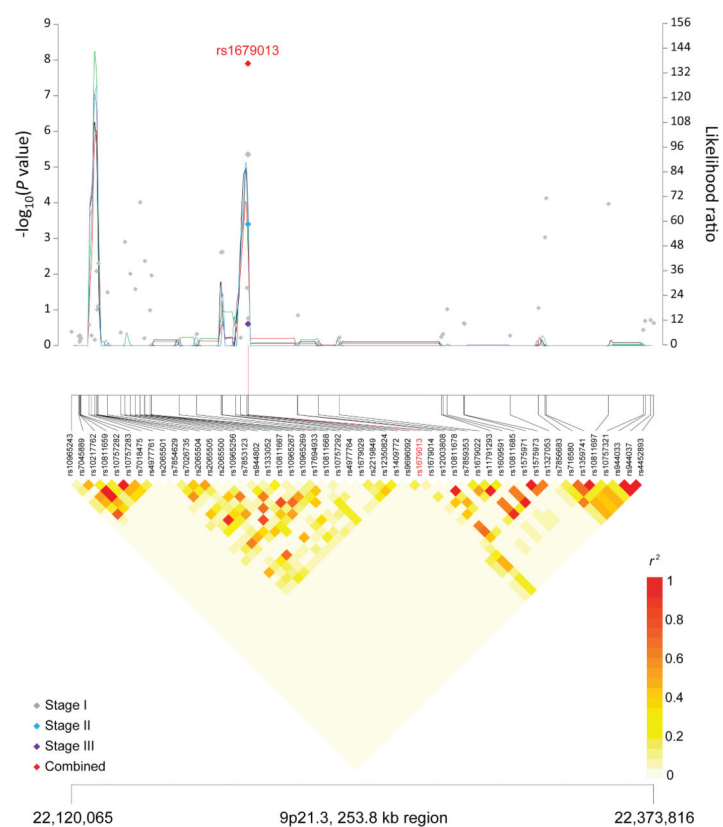 9
8
7
6
5
4
3
2
1
0
-log10(P value)
rs1679013
156
144
132
120
108
96
84
72
60
48
36
24
12
0
Likelihood ratio
rs10965243
rs7045889
rs10217762
rs10811659
rs10757282
rs10757283
rs7018475
rs4977761
rs2065501
rs7854629
rs7026735
rs2065504
rs2065505
rs2065500
rs10965256
rs7853123
rs944802
rs1333052
rs10811667
rs10965267
rs10965269
rs17694933
rs10811668
rs10757292
rs4977764
rs1679029
rs2219849
rs12350824
rs1409772
rs9696092
rs1679013
rs1679014
rs12003808
rs10811678
rs7859353
rs1679022
rs11791293
rs16009591
rs10811685
rs1571971
rs1575973
rs1327053
rs7856683
rs716580
rs1359741
rs10811697
rs10757321
rs944033
rs944037
rs4452893
r²
1
0.8
0.6
0.4
0.2
0
Stage I
Stage II
Stage III
Combined
22,120,065 9p21.3, 253.8 kb region 22,373,816